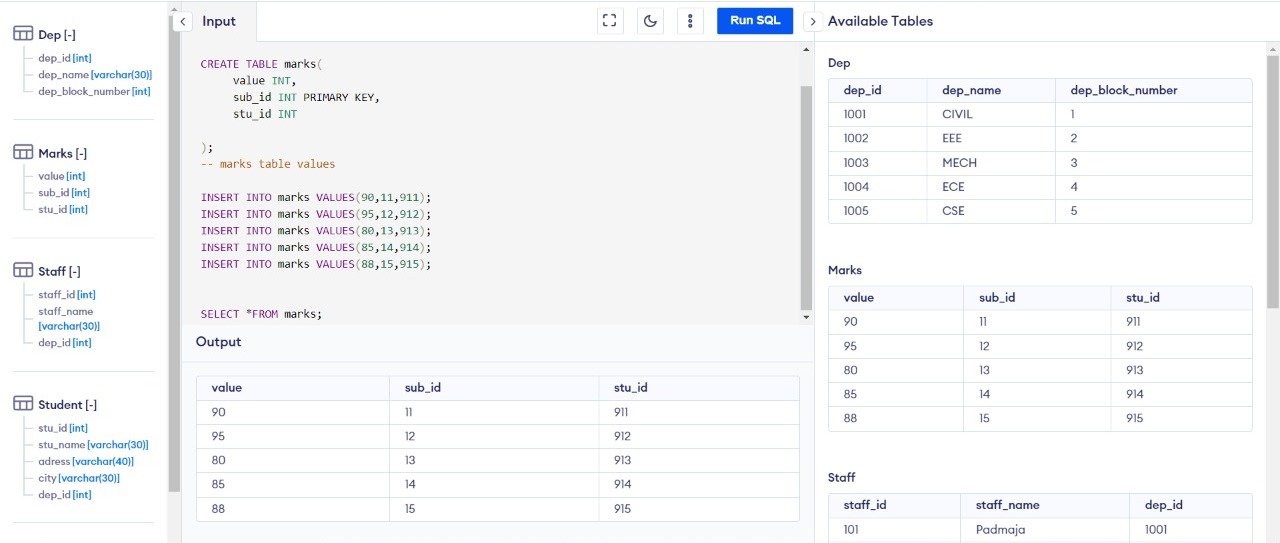 Dep [-]
dep_id [int]
dep_name [varchar(30)]
dep_block_number [int]
Marks [-]
value [int]
sub_id [int]
stu_id [int]
Staff [-]
staff_id [int]
staff_name
[varchar(30)]
dep_id [int]
Student [-]
stu_id [int]
stu_name [varchar(30)]
adress [varchar(40)]
city [varchar(30)]
dep_id [int]
Input
Run SQL
CREATE TABLE marks(
value INT,
sub_id INT PRIMARY KEY,
stu_id INT
);
-- marks table values
INSERT INTO marks VALUES(90,11,911);
INSERT INTO marks VALUES(95,12,912);
INSERT INTO marks VALUES(80,13,913);
INSERT INTO marks VALUES(85,14,914);
INSERT INTO marks VALUES(88,15,915);
SELECT *FROM marks;
Output
value sub_id stu_id
90 11 911
95 12 912
80 13 913
85 14 914
88 15 915
Available Tables
Dep
dep_id dep_name dep_block_number
1001 CIVIL 1
1002 EEE 2
1003 MECH 3
1004 ECE 4
1005 CSE 5
Marks
value sub_id stu_id
90 11 911
95 12 912
80 13 913
85 14 914
88 15 915
Staff
staff_id staff_name dep_id
101 Padmaja 1001